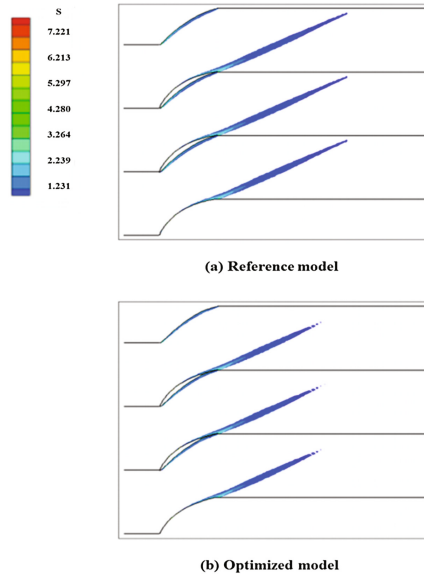 S
7.221
6.213
5.297
4.280
3.264
2.239
1.231
(a) Reference model
(b) Optimized model